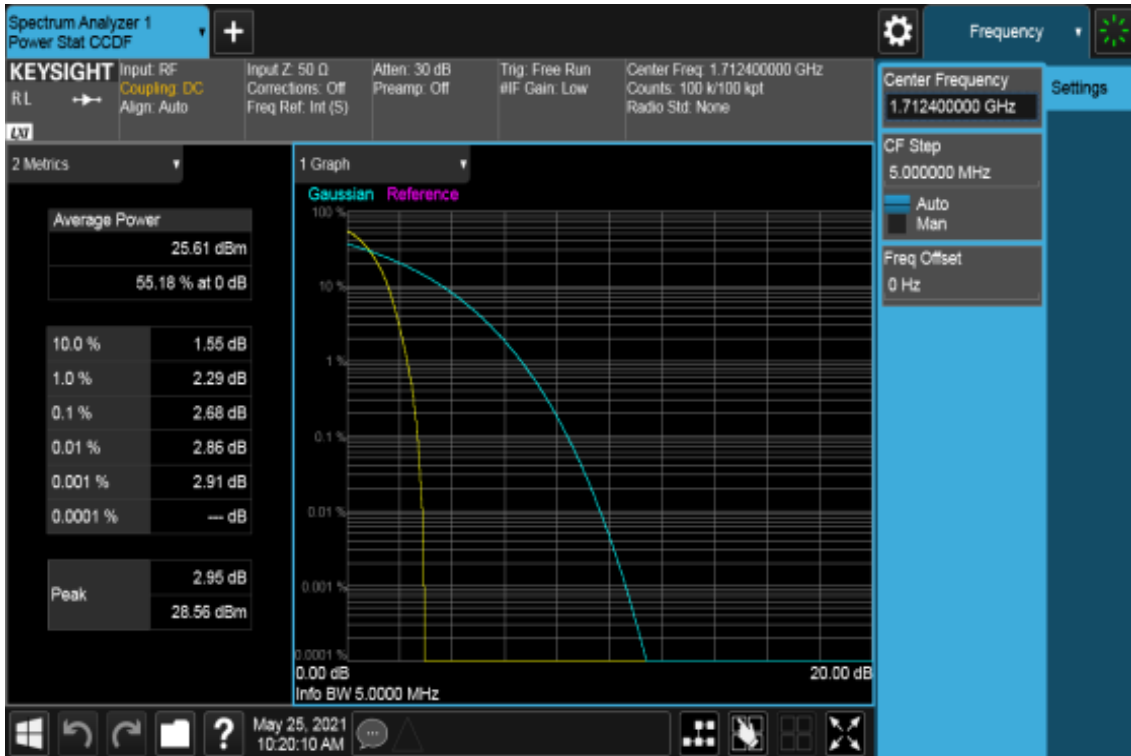 Spectrum Analyzer 1
Power Stat CCDF
+
Frequency
KEYSIGHT
RL
LXI
Input: RF
Coupling: DC
Align: Auto
Input Z: 50 Ω
Corrections: Off
Freq Ref: Int (S)
Atten: 30 dB
Preamp: Off
Trig: Free Run
#IF Gain: Low
Center Freq: 1.712400000 GHz
Counts: 100 k/100 kpt
Radio Std: None
Center Frequency
1.712400000 GHz
Settings
CF Step
5.000000 MHz
Auto
Man
Freq Offset
0 Hz
2 Metrics
Average Power
25.61 dBm
55.18 % at 0 dB
10.0 % 1.55 dB
1.0 % 2.29 dB
0.1 % 2.68 dB
0.01 % 2.86 dB
0.001 % 2.91 dB
0.0001 % --- dB
Peak
2.95 dB
28.56 dBm
1 Graph
Gaussian Reference
100 %
10 %
1 %
0.1 %
0.01 %
0.001 %
0.0001 %
0.00 dB 20.00 dB
Info BW 5.0000 MHz
?
May 25, 2021
10:20:10 AM